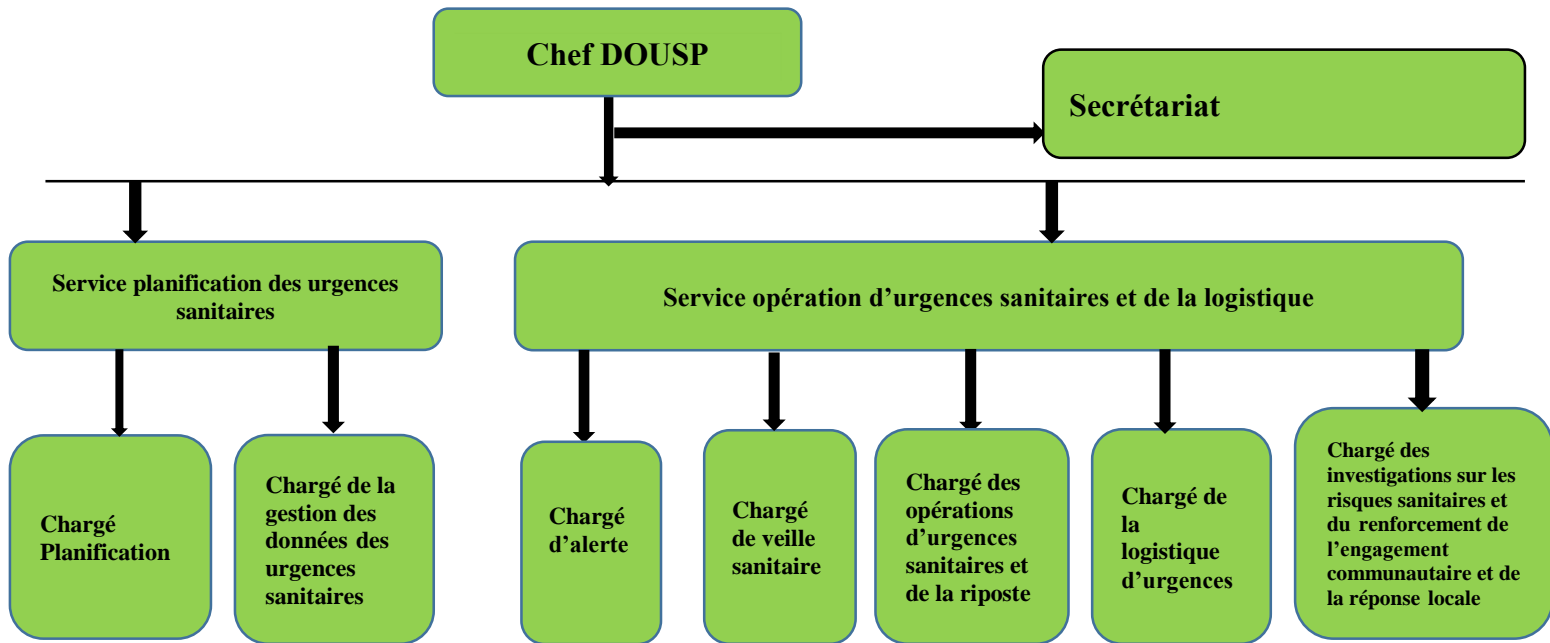 Chef DOUSP
Secrétariat
Service planification des urgences
sanitaires
Service opération d’urgences sanitaires et de la logistique
Chargé
Planification
Chargé de la
gestion des
données des
urgences
sanitaires
Chargé
d’alerte
Chargé
de veille
sanitaire
Chargé des
opérations
d’urgences
sanitaires et
de la riposte
Chargé de
la
logistique
d’urgences
Chargé des
investigations sur les
risques sanitaires et
du renforcement de
l’engagement
communautaire et de
la réponse locale